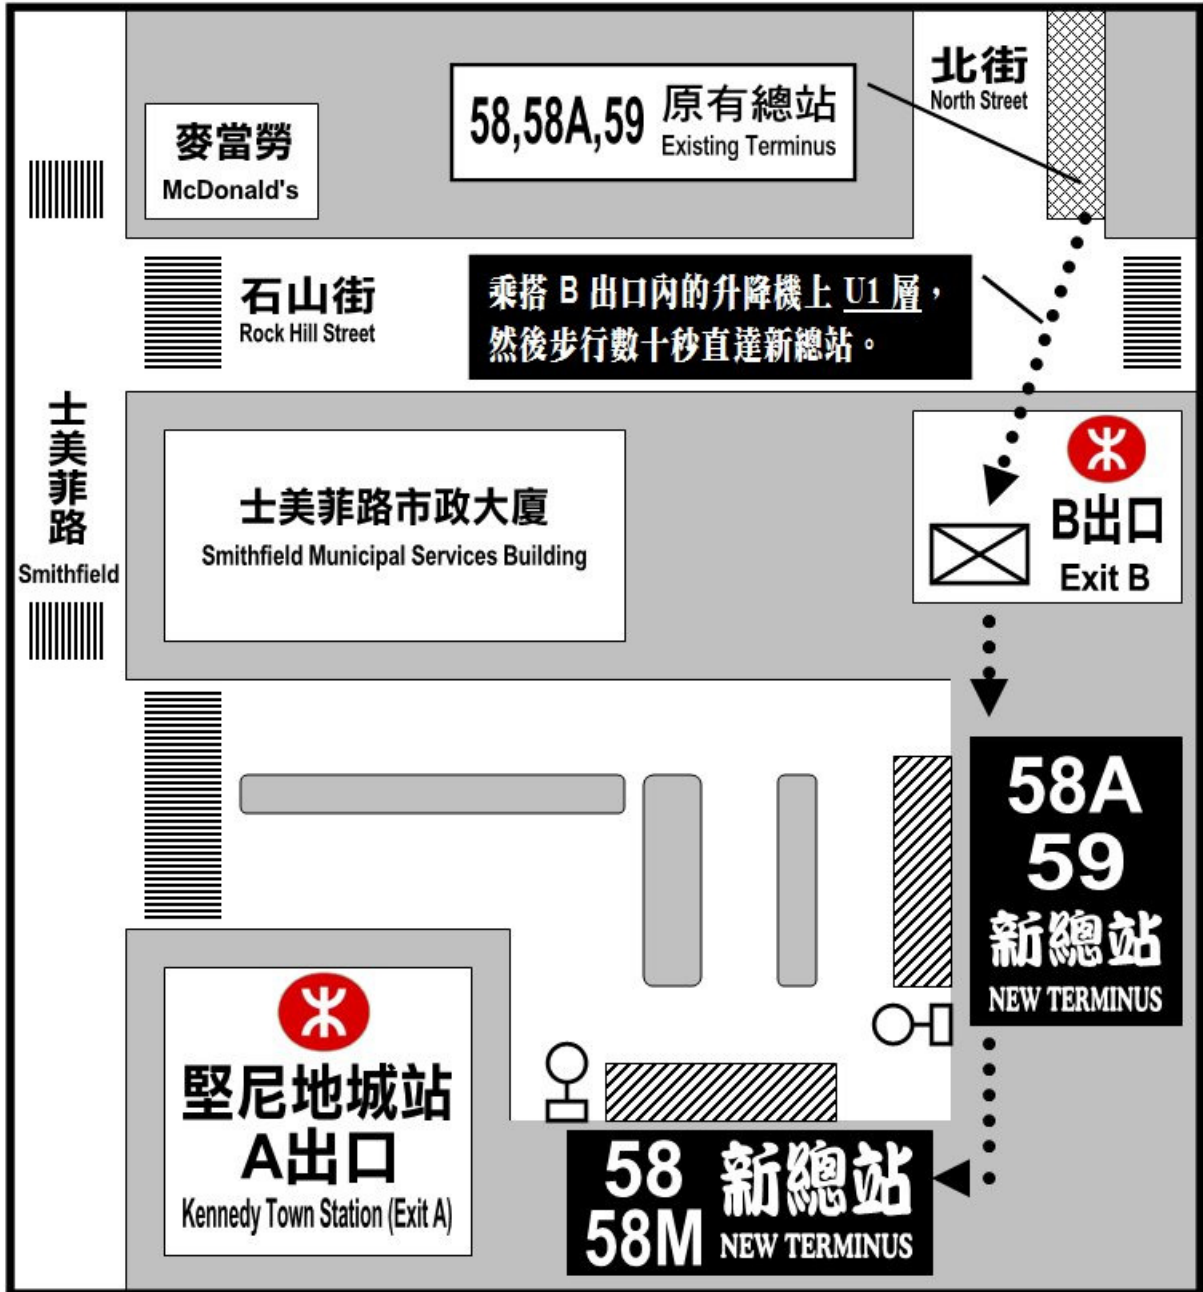 北街
North Street
58,58A,59 原有總站
Existing Terminus
麥當勞
McDonald's
石山街
Rock Hill Street
乘搭 B 出口內的升降機上 U1 層，
然後步行數十秒直達新總站。
士美菲路
Smithfield
士美菲路市政大廈
Smithfield Municipal Services Building
B出口
Exit B
58A
59
新總站
NEW TERMINUS
堅尼地城站
A出口
Kennedy Town Station (Exit A)
58
58M
新總站
NEW TERMINUS